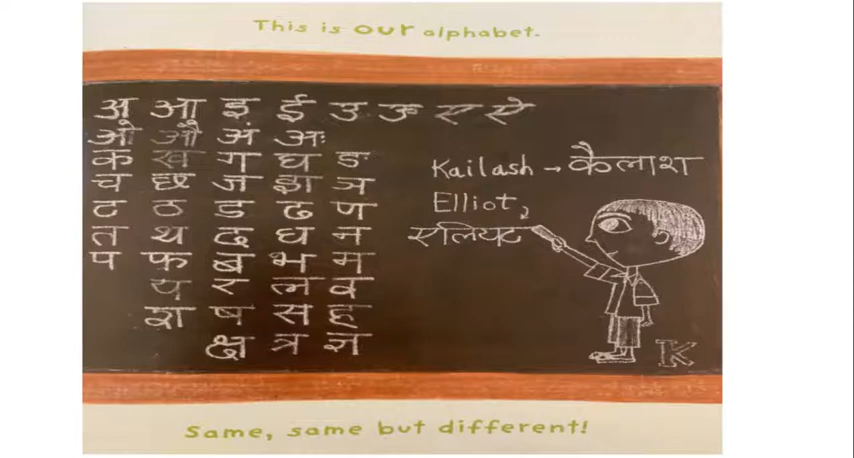 This is our alphabet.
अ आ इ ई उ ऊ ए ऐ
ओ औ अं अः
क ख ग घ ङ
च छ ज झ ञ
ट ठ ड ढ ण
त थ द ध न
प फ ब भ म
य र ल व
श ष स ह
क्ष त्र ज्ञ
Kailash → कैलाश
Elliot,
एलियट
K
Same, same but different!